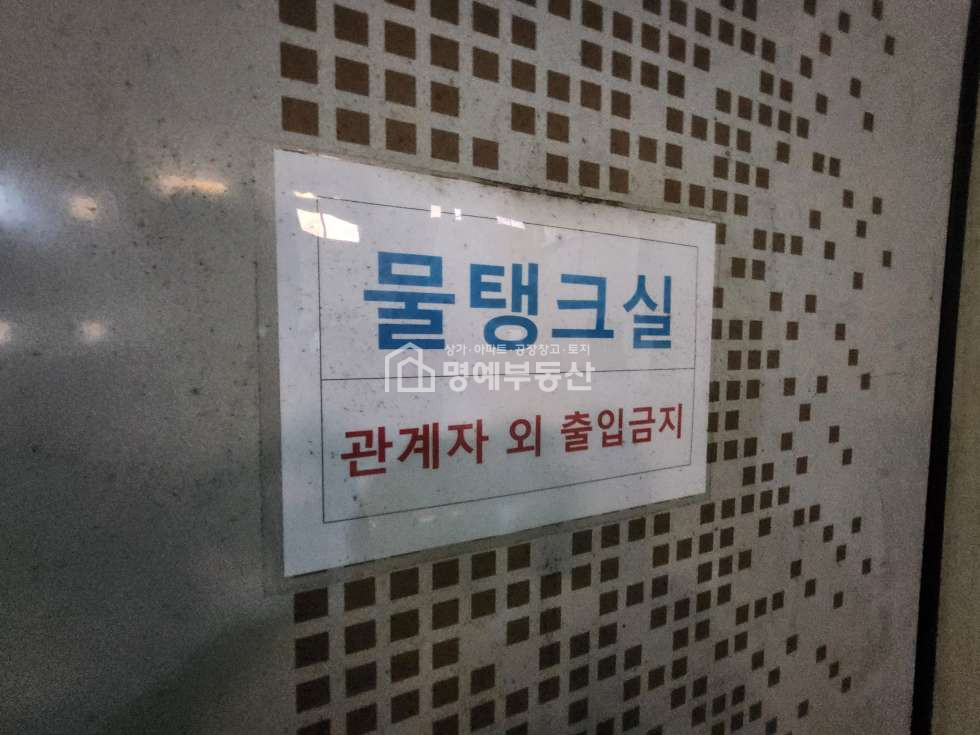 물탱크실
상가·아파트·공장창고·토지
명예부동산
관계자 외 출입금지